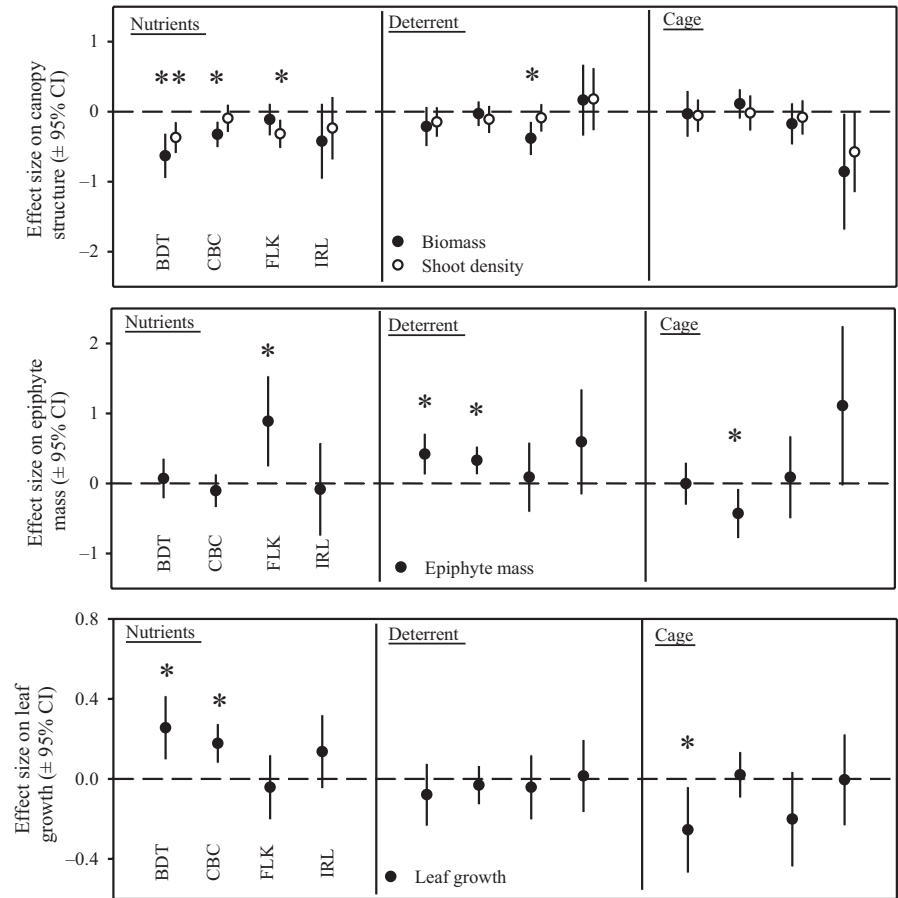 Effect size on canopy
structure (± 95% CI)
1
0
−1
−2
Nutrients
* * * *
BDT
CBC
FLK
IRL
Deterrent
*
Biomass
Shoot density
Cage
Effect size on epiphyte
mass (± 95% CI)
2
1
0
−1
Nutrients
*
BDT
CBC
FLK
IRL
Deterrent
* *
Epiphyte mass
Cage
*
Effect size on leaf
growth (± 95% CI)
0.8
0.4
0.0
−0.4
Nutrients
* *
BDT
CBC
FLK
IRL
Deterrent
Leaf growth
Cage
*